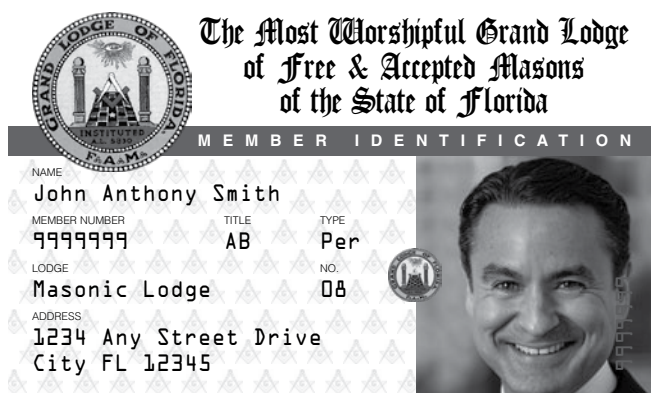 The Most Worshipful Grand Lodge
of Free & Accepted Masons
of the State of Florida
GRAND LODGE OF FLORIDA
INSTITUTED
A.L. 5830
F. & A. M.
MEMBER IDENTIFICATION
NAME
John Anthony Smith
MEMBER NUMBER TITLE TYPE
9999999 AB Per
LODGE NO.
Masonic Lodge 08
ADDRESS
1234 Any Street Drive
City FL 12345
9999999